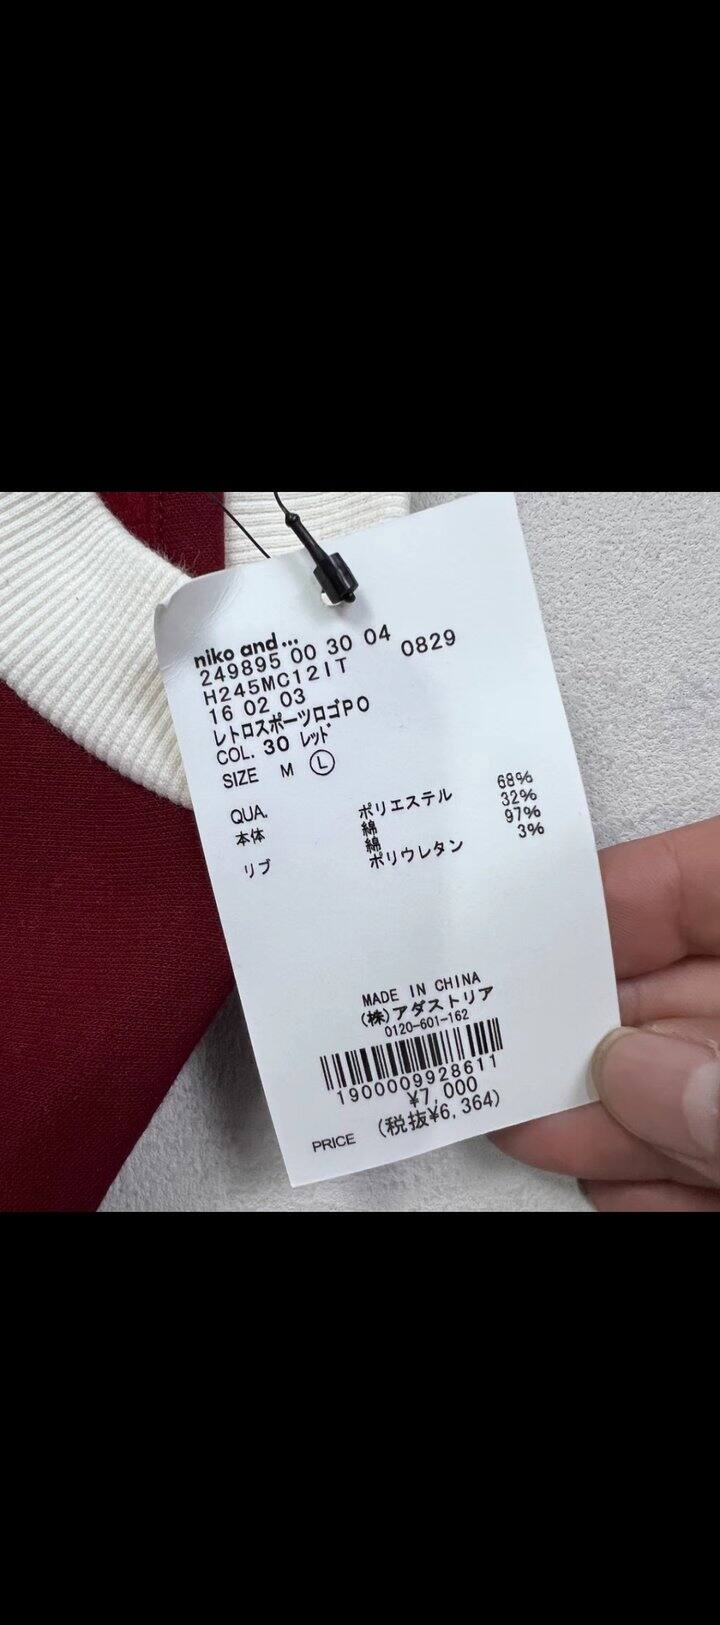 niko and...
249895 00 30 04
H245MC12IT 0829
16 02 03
レトロスポーツロゴPO
COL. 30 レッド
SIZE M Ⓛ
QUA.
本体 ポリエステル 68%
綿 32%
リブ 綿 97%
ポリウレタン 3%
MADE IN CHINA
(株)アダストリア
0120-601-162
1900009928611
¥7,000
PRICE (税抜¥6,364)